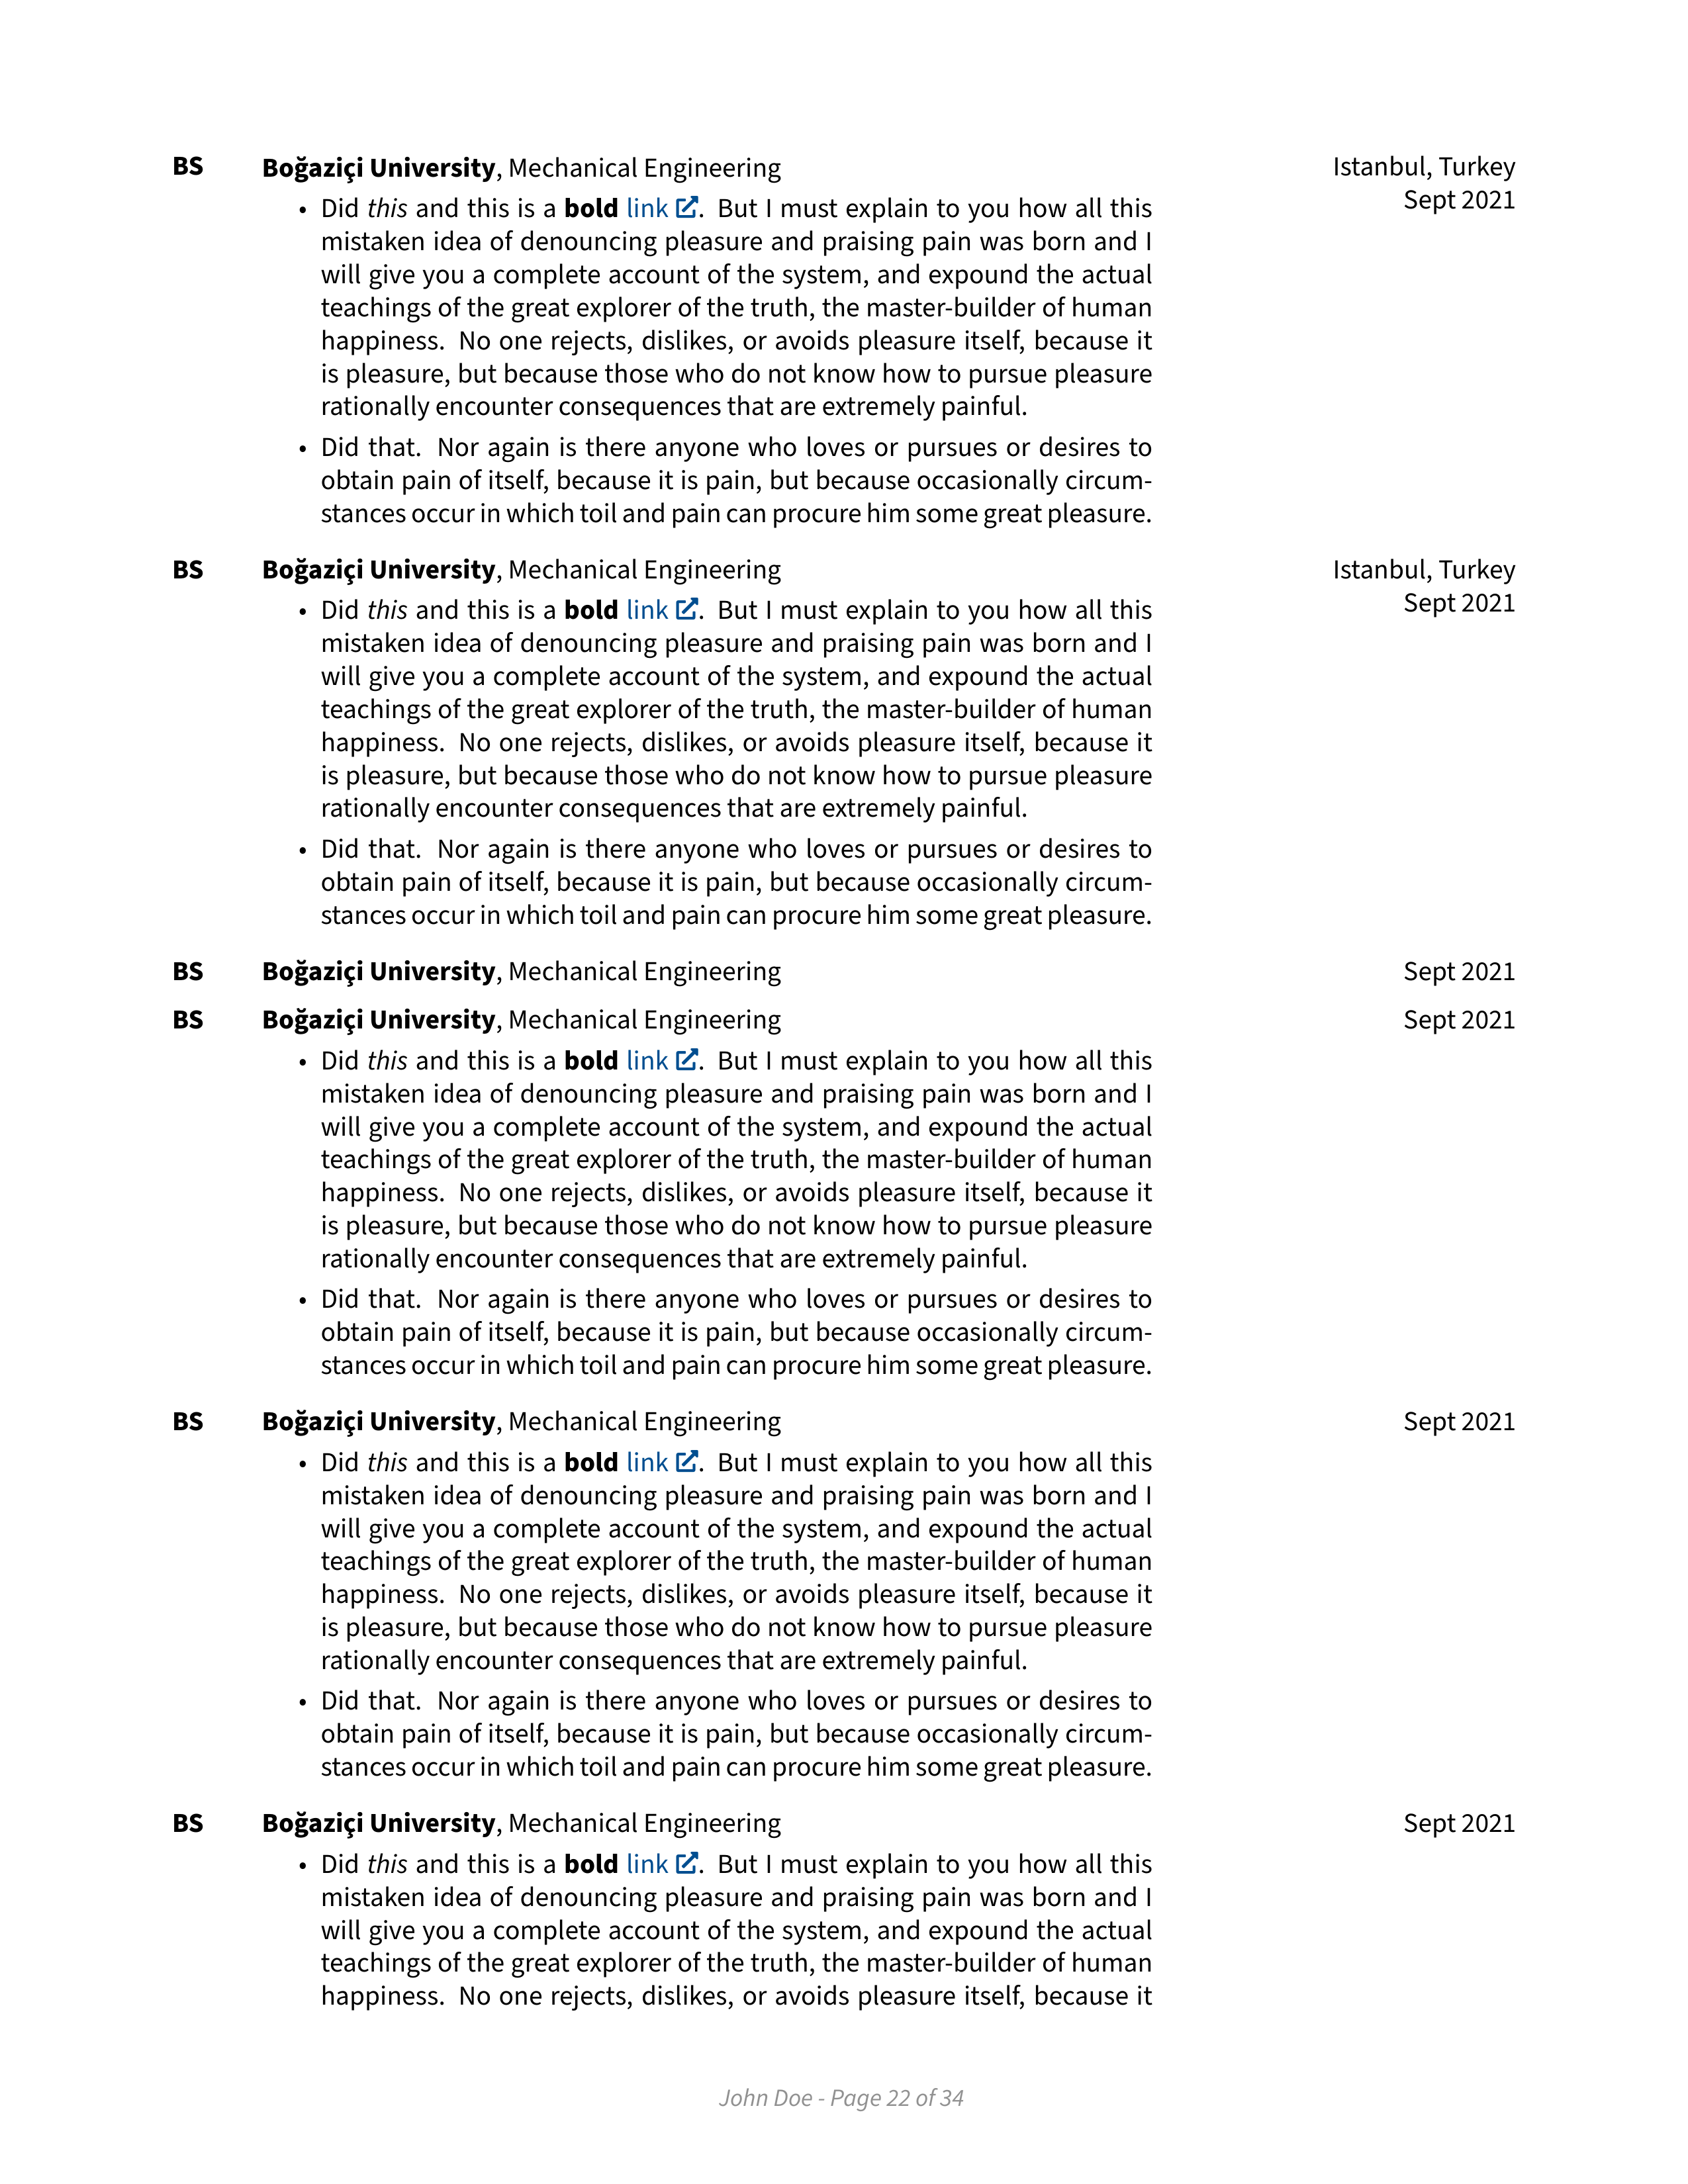 BS Boğaziçi University, Mechanical Engineering Istanbul, Turkey
Sept 2021
• Did this and this is a bold link. But I must explain to you how all this
mistaken idea of denouncing pleasure and praising pain was born and I
will give you a complete account of the system, and expound the actual
teachings of the great explorer of the truth, the master-builder of human
happiness. No one rejects, dislikes, or avoids pleasure itself, because it
is pleasure, but because those who do not know how to pursue pleasure
rationally encounter consequences that are extremely painful.
• Did that. Nor again is there anyone who loves or pursues or desires to
obtain pain of itself, because it is pain, but because occasionally circum-
stances occur in which toil and pain can procure him some great pleasure.
BS Boğaziçi University, Mechanical Engineering Istanbul, Turkey
Sept 2021
• Did this and this is a bold link. But I must explain to you how all this
mistaken idea of denouncing pleasure and praising pain was born and I
will give you a complete account of the system, and expound the actual
teachings of the great explorer of the truth, the master-builder of human
happiness. No one rejects, dislikes, or avoids pleasure itself, because it
is pleasure, but because those who do not know how to pursue pleasure
rationally encounter consequences that are extremely painful.
• Did that. Nor again is there anyone who loves or pursues or desires to
obtain pain of itself, because it is pain, but because occasionally circum-
stances occur in which toil and pain can procure him some great pleasure.
BS Boğaziçi University, Mechanical Engineering Sept 2021
BS Boğaziçi University, Mechanical Engineering Sept 2021
• Did this and this is a bold link. But I must explain to you how all this
mistaken idea of denouncing pleasure and praising pain was born and I
will give you a complete account of the system, and expound the actual
teachings of the great explorer of the truth, the master-builder of human
happiness. No one rejects, dislikes, or avoids pleasure itself, because it
is pleasure, but because those who do not know how to pursue pleasure
rationally encounter consequences that are extremely painful.
• Did that. Nor again is there anyone who loves or pursues or desires to
obtain pain of itself, because it is pain, but because occasionally circum-
stances occur in which toil and pain can procure him some great pleasure.
BS Boğaziçi University, Mechanical Engineering Sept 2021
• Did this and this is a bold link. But I must explain to you how all this
mistaken idea of denouncing pleasure and praising pain was born and I
will give you a complete account of the system, and expound the actual
teachings of the great explorer of the truth, the master-builder of human
happiness. No one rejects, dislikes, or avoids pleasure itself, because it
is pleasure, but because those who do not know how to pursue pleasure
rationally encounter consequences that are extremely painful.
• Did that. Nor again is there anyone who loves or pursues or desires to
obtain pain of itself, because it is pain, but because occasionally circum-
stances occur in which toil and pain can procure him some great pleasure.
BS Boğaziçi University, Mechanical Engineering Sept 2021
• Did this and this is a bold link. But I must explain to you how all this
mistaken idea of denouncing pleasure and praising pain was born and I
will give you a complete account of the system, and expound the actual
teachings of the great explorer of the truth, the master-builder of human
happiness. No one rejects, dislikes, or avoids pleasure itself, because it
John Doe - Page 22 of 34